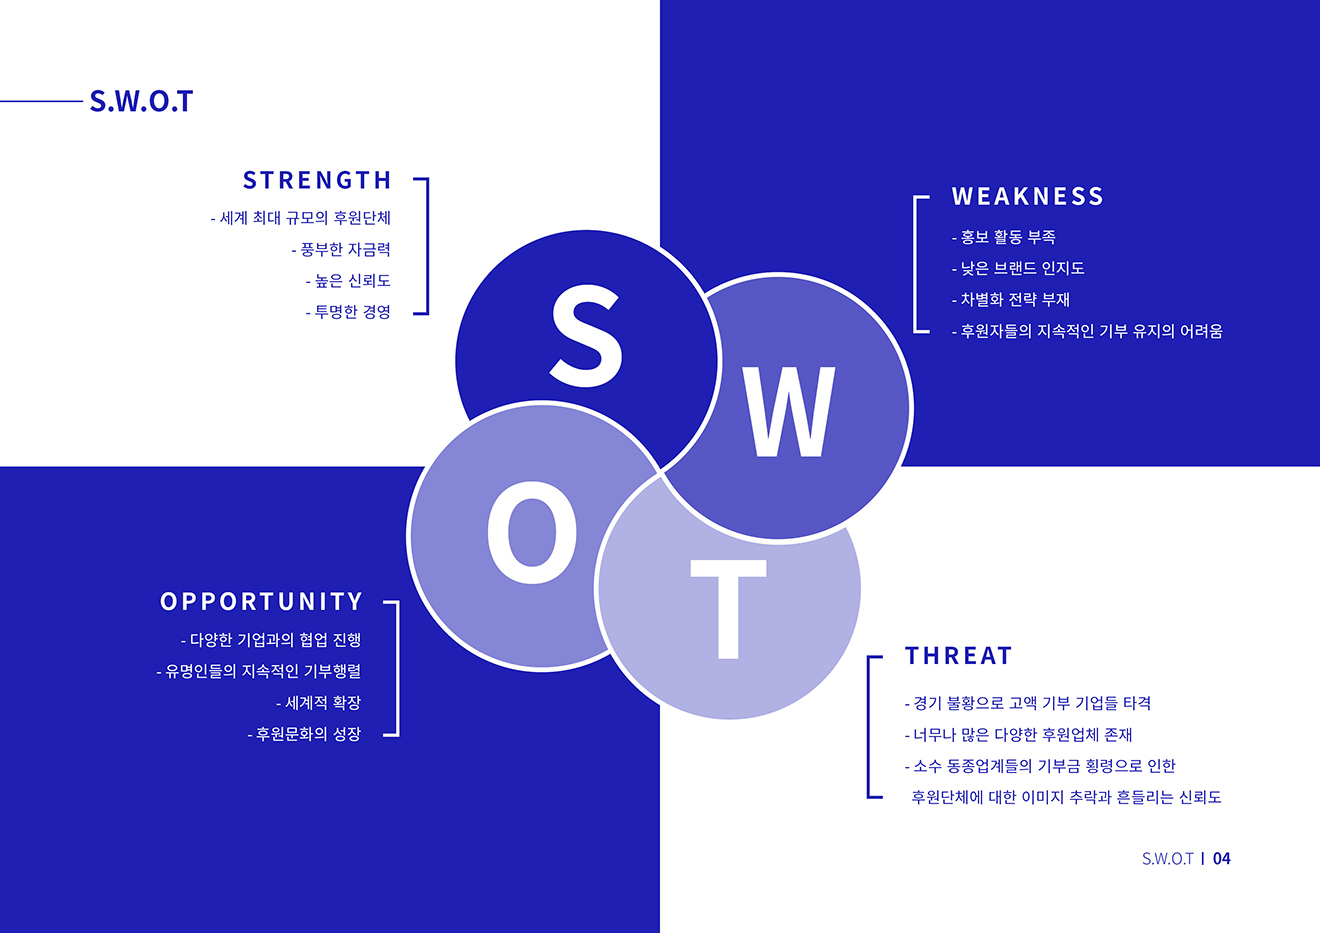 S.W.O.T
STRENGTH
- 세계 최대 규모의 후원단체
- 풍부한 자금력
- 높은 신뢰도
- 투명한 경영
WEAKNESS
- 홍보 활동 부족
- 낮은 브랜드 인지도
- 차별화 전략 부재
- 후원자들의 지속적인 기부 유지의 어려움
S
W
O
T
OPPORTUNITY
- 다양한 기업과의 협업 진행
- 유명인들의 지속적인 기부행렬
- 세계적 확장
- 후원문화의 성장
THREAT
- 경기 불황으로 고액 기부 기업들 타격
- 너무나 많은 다양한 후원업체 존재
- 소수 동종업계들의 기부금 횡령으로 인한
후원단체에 대한 이미지 추락과 흔들리는 신뢰도
S.W.O.T | 04